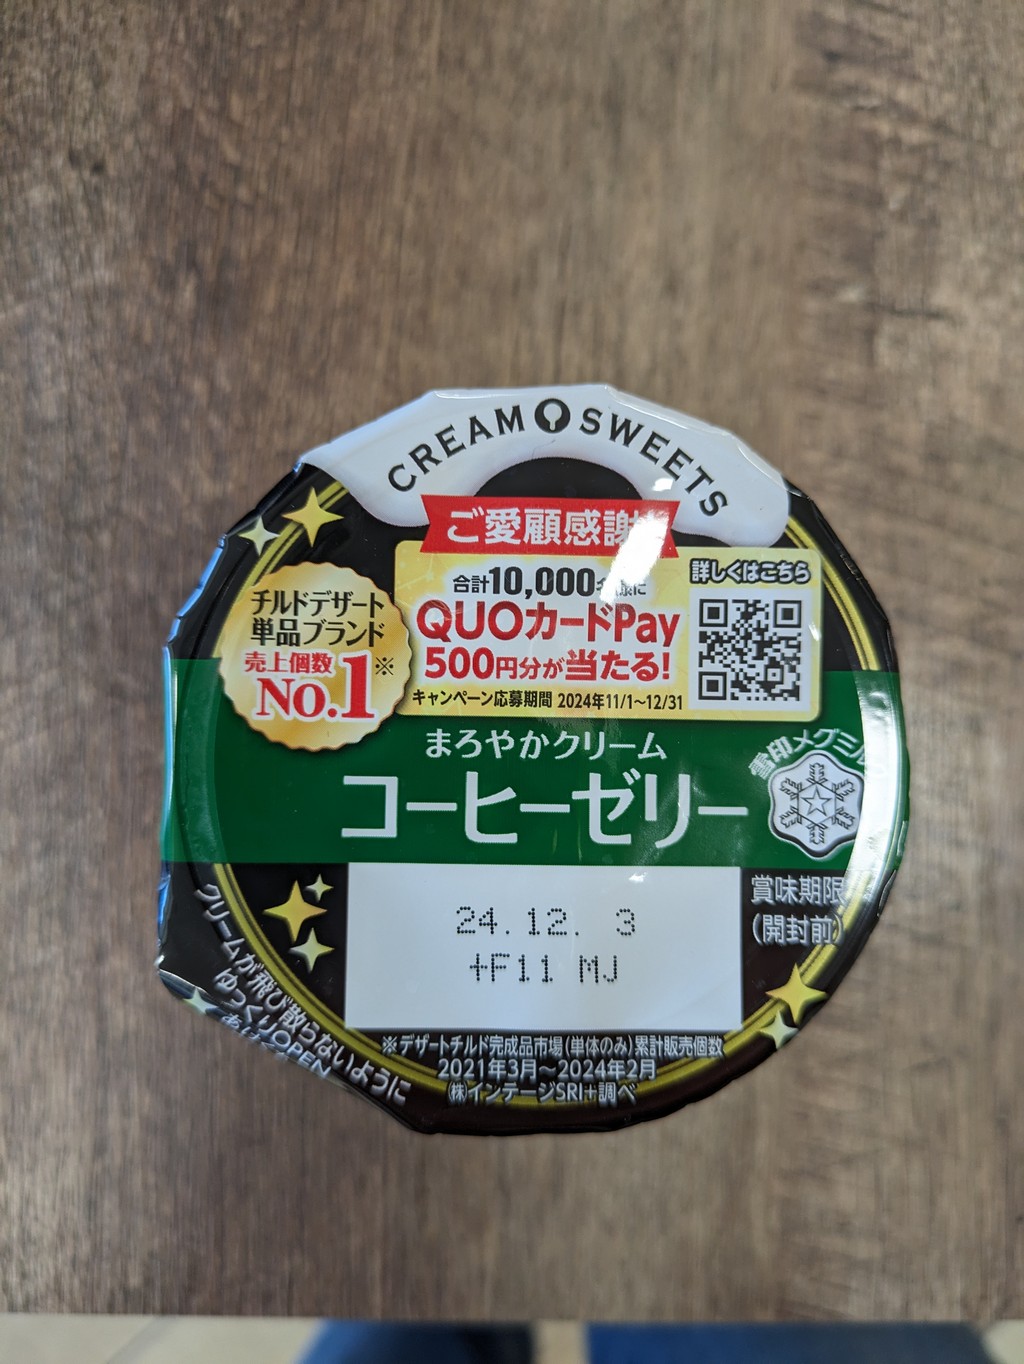 CREAM SWEETS
ご愛顧感謝
合計10,000名様に
詳しくはこちら
QUOカードPay
500円分が当たる!
キャンペーン応募期間 2024年11/1~12/31
チルドデザート
単品ブランド
売上個数
No.1※
まろやかクリーム
コーヒーゼリー
雪印メグミル
賞味期限
(開封前)
24.12. 3
+F11 MJ
クリームが飛び散らないように
ゆっくりOPEN
※デザートチルド完成品市場(単体のみ)累計販売個数
2021年3月~2024年2月
(株)インテージSRI+調べ